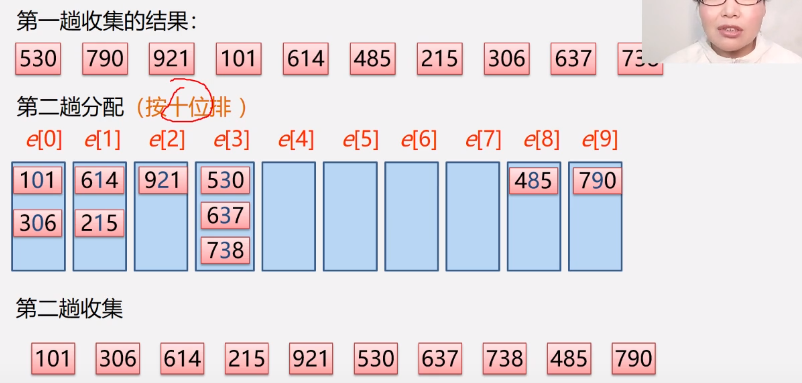 第一趟收集的结果：
530 790 921 101 614 485 215 306 637 738
第二趟分配（按十位排 ）
e[0] e[1] e[2] e[3] e[4] e[5] e[6] e[7] e[8] e[9]
101 614 921 530 485 790
306 215 637
738
第二趟收集
101 306 614 215 921 530 637 738 485 790